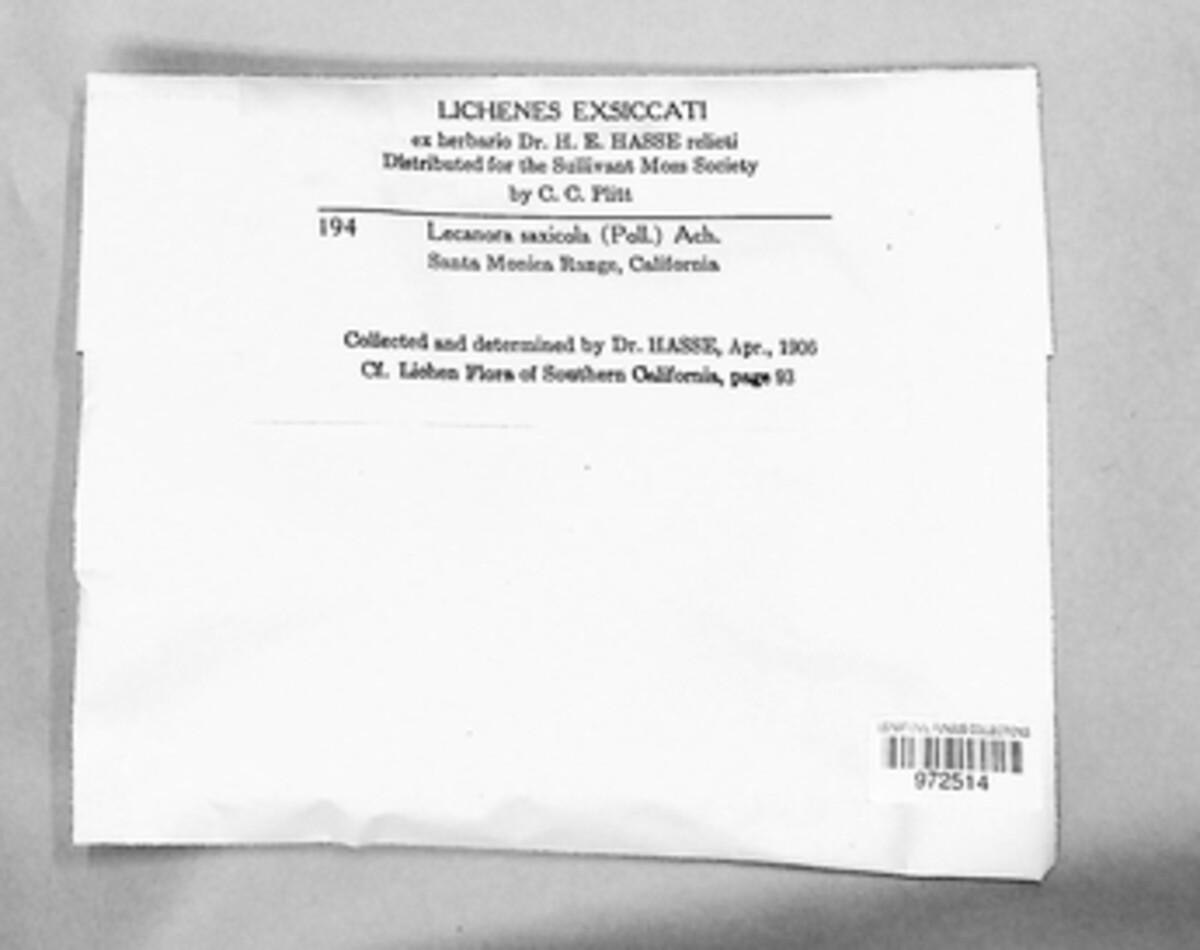 LICHENES EXSICCATI
ex herbario Dr. H. E. HASSE relicti
Distributed for the Sullivant Moss Society
by C. C. Plitt
194 Lecanora saxicola (Poll.) Ach.
Santa Monica Range, California
Collected and determined by Dr. HASSE, Apr., 1906
Cf. Lichen Flora of Southern California, page 93
FUNGUS COLLECTIONS
972514